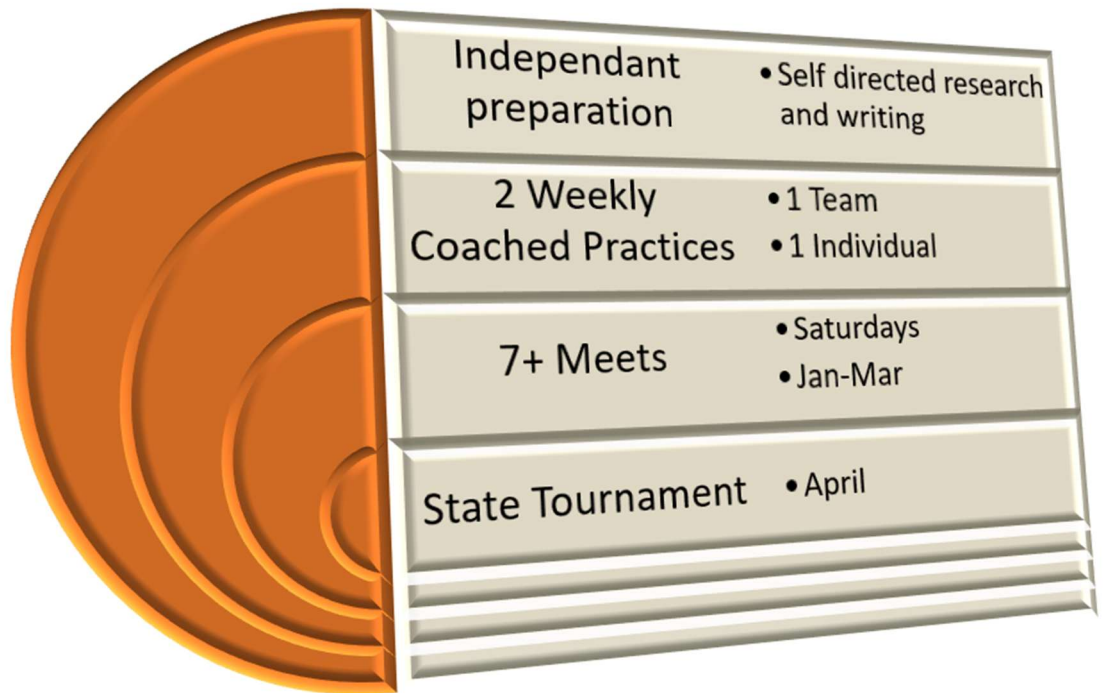 Independant
preparation
• Self directed research
and writing
2 Weekly
Coached Practices
• 1 Team
• 1 Individual
7+ Meets
• Saturdays
• Jan-Mar
State Tournament
• April